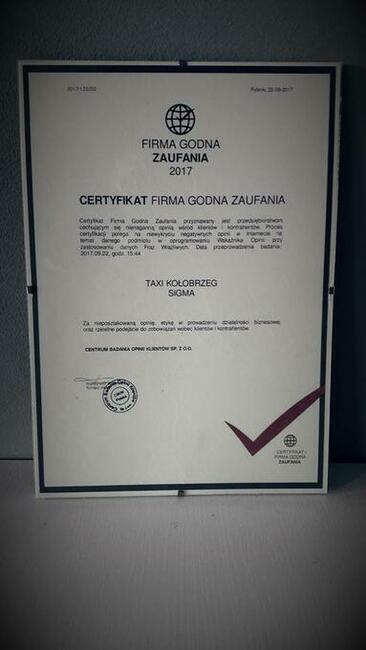 Rybnik, 22-09-2017
FIRMA GODNA
ZAUFANIA
2017
CERTYFIKAT FIRMA GODNA ZAUFANIA
Certyfikat Firma Godna Zaufania przyznawany jest przedsiębiorstwom
cechującym się nienaganną opinią wśród klientów i kontrahentów. Proces
certyfikacji polega na niewykryciu negatywnych opinii w Internecie na
temat danego podmiotu w oprogramowaniu Wskaźnika Opinii przy
zastosowaniu danych Fraz Wrażliwych. Data przeprowadzenia badania:
2017.09.22, godz. 15:44
TAXI KOŁOBRZEG
SIGMA
Za nieposzlakowaną opinię, etykę w prowadzeniu działalności biznesowej
oraz rzetelne podejście do zobowiązań wobec klientów i kontrahentów.
CENTRUM BADANIA OPINII KLIENTÓW SP. Z O.O.
CERTYFIKAT
FIRMA GODNA
ZAUFANIA